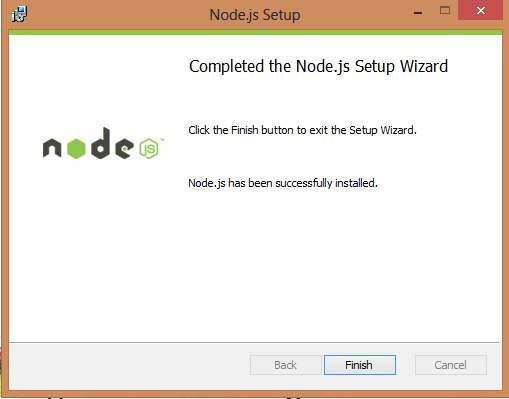 Node.js Setup
Completed the Node.js Setup Wizard
Click the Finish button to exit the Setup Wizard.
node
JS
Node.js has been successfully installed.
Back
Finish
Cancel